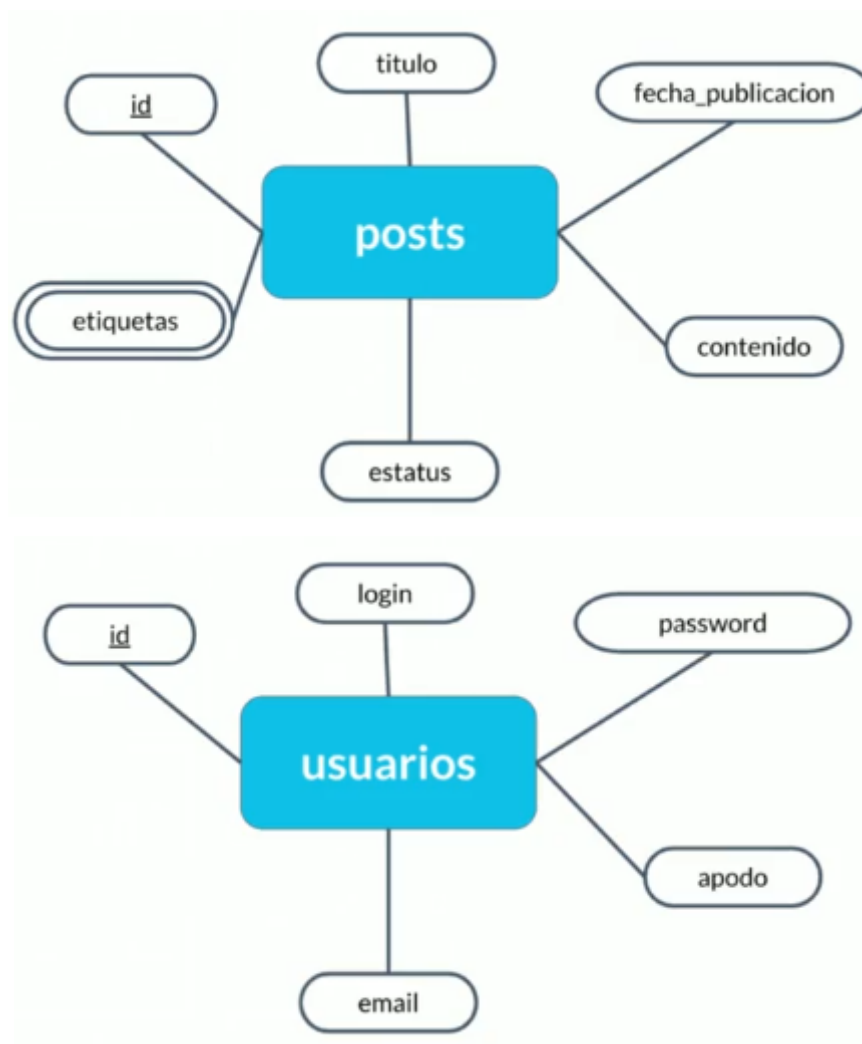 titulo
id
fecha_publicacion
posts
etiquetas
contenido
estatus
login
id
password
usuarios
apodo
email